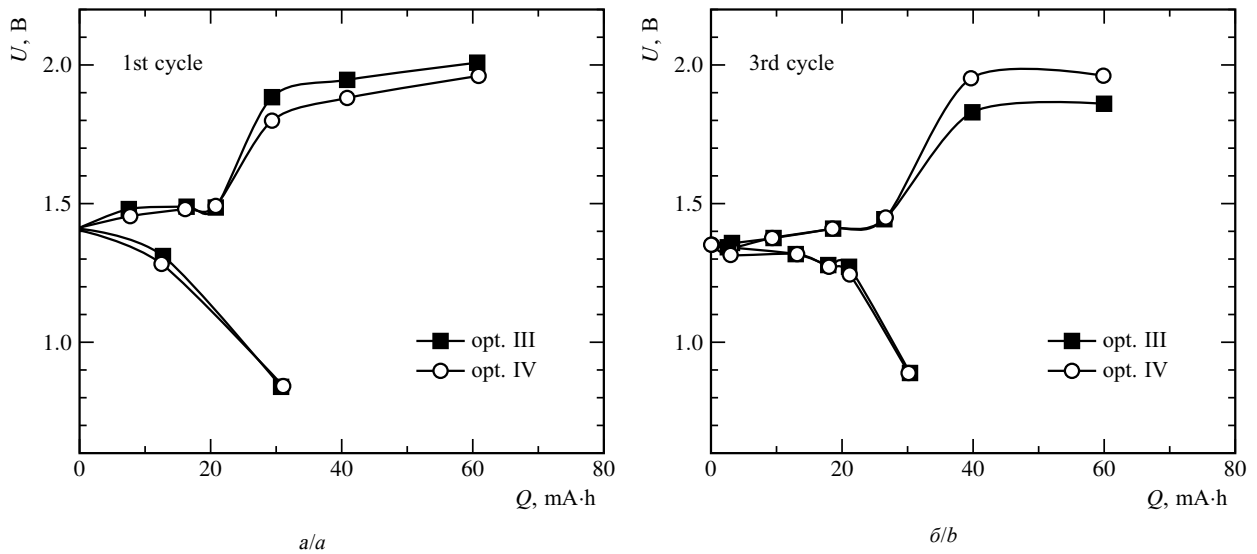 U, В
1st cycle
2.0
1.5
1.0
opt. III
opt. IV
0 20 40 60 80
Q, mA·h
а/a
U, В
3rd cycle
2.0
1.5
1.0
opt. III
opt. IV
0 20 40 60 80
Q, mA·h
б/b